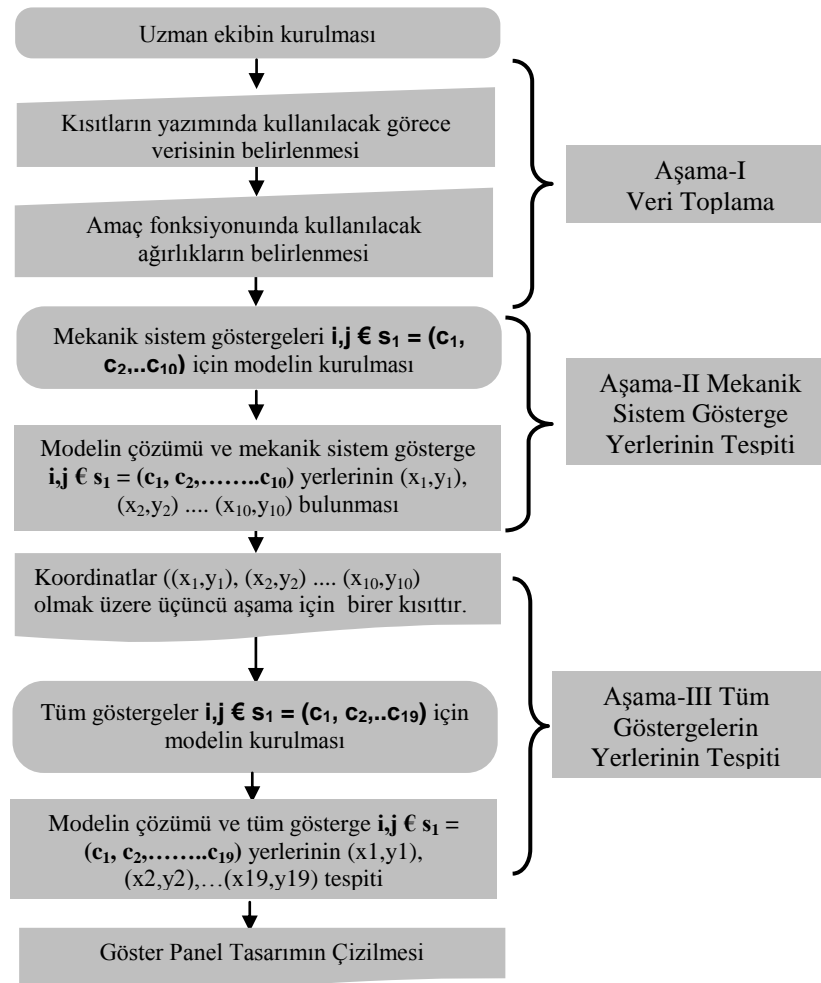 Uzman ekibin kurulması
Kısıtların yazımında kullanılacak görece
verisinin belirlenmesi
Amaç fonksiyonuında kullanılacak
ağırlıkların belirlenmesi
Aşama-I
Veri Toplama
Mekanik sistem göstergeleri i,j € s₁ = (c₁,
c₂,..c₁₀) için modelin kurulması
Modelin çözümü ve mekanik sistem gösterge
i,j € s₁ = (c₁, c₂,……..c₁₀) yerlerinin (x₁,y₁),
(x₂,y₂) .... (x₁₀,y₁₀) bulunması
Aşama-II Mekanik
Sistem Gösterge
Yerlerinin Tespiti
Koordinatlar ((x₁,y₁), (x₂,y₂) .... (x₁₀,y₁₀)
olmak üzere üçüncü aşama için birer kısıttır.
Tüm göstergeler i,j € s₁ = (c₁, c₂,..c₁₉) için
modelin kurulması
Modelin çözümü ve tüm gösterge i,j € s₁ =
(c₁, c₂,……..c₁₉) yerlerinin (x1,y1),
(x2,y2),…(x19,y19) tespiti
Aşama-III Tüm
Göstergelerin
Yerlerinin Tespiti
Göster Panel Tasarımın Çizilmesi